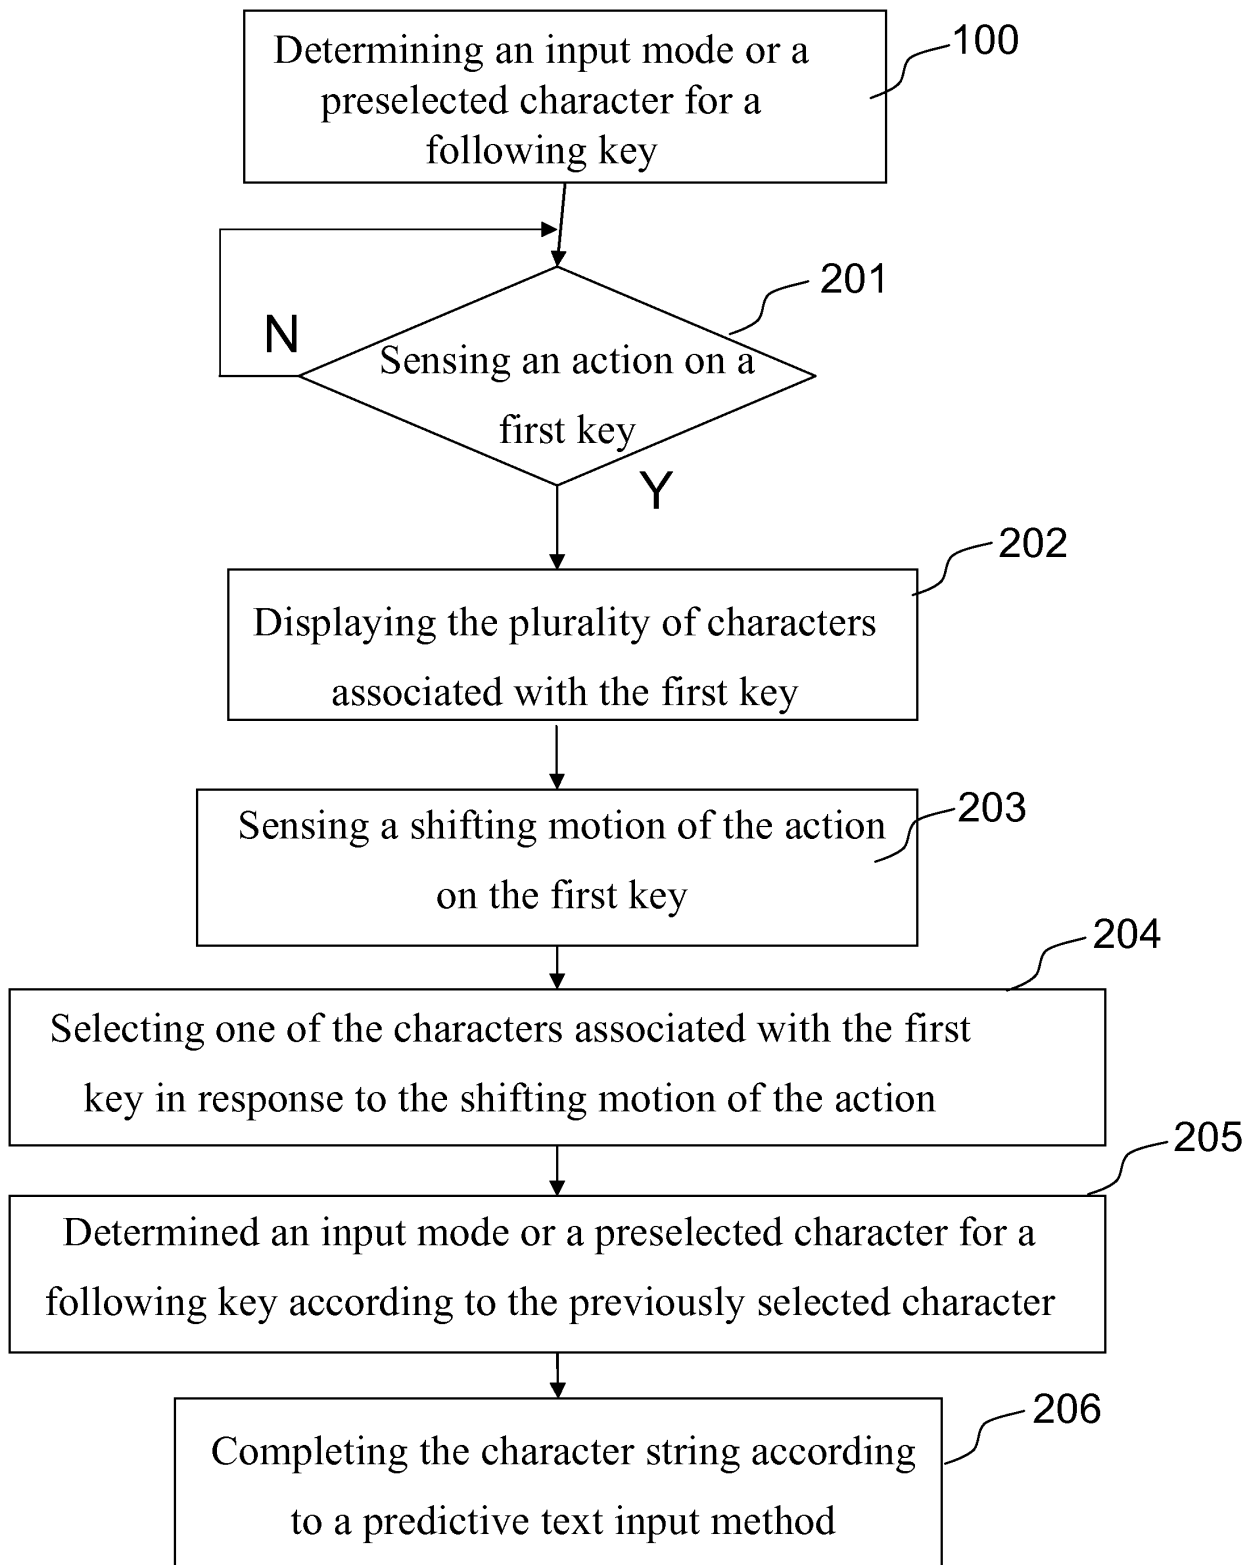 Determining an input mode or a
preselected character for a
following key
100
201
N
Sensing an action on a
first key
Y
202
Displaying the plurality of characters
associated with the first key
203
Sensing a shifting motion of the action
on the first key
204
Selecting one of the characters associated with the first
key in response to the shifting motion of the action
205
Determined an input mode or a preselected character for a
following key according to the previously selected character
206
Completing the character string according
to a predictive text input method